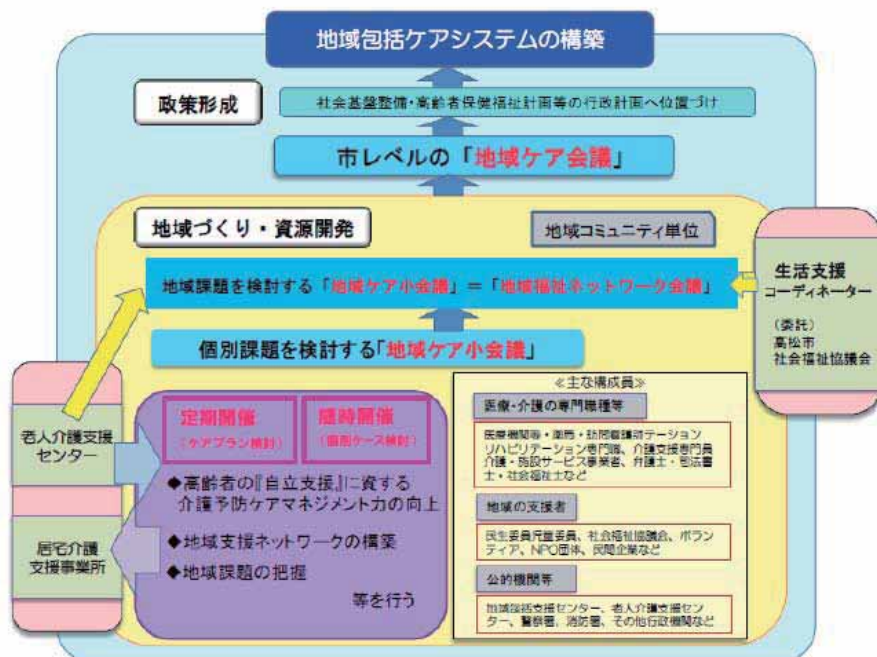 地域包括ケアシステムの構築
政策形成
社会基盤整備・高齢者保健福祉計画等の行政計画へ位置づけ
市レベルの「地域ケア会議」
地域づくり・資源開発
地域コミュニティ単位
地域課題を検討する「地域ケア小会議」＝「地域福祉ネットワーク会議」
生活支援
コーディネーター
（委託）
高松市
社会福祉協議会
個別課題を検討する「地域ケア小会議」
老人介護支援
センター
居宅介護
支援事業所
定期開催
（ケアプラン検討）
随時開催
（個別ケース検討）
◆高齢者の『自立支援』に資する
介護予防ケアマネジメント力の向上
◆地域支援ネットワークの構築
◆地域課題の把握
等を行う
≪主な構成員≫
医療・介護の専門職種等
医療機関等・薬局・訪問看護師テーション
リハビリテーション専門職、介護支援専門員
介護・施設サービス事業者、弁護士・司法書
士・社会福祉士など
地域の支援者
民生委員児童委員、社会福祉協議会、ボラン
ティア、NPO団体、民間企業など
公的機関等
地域包括支援センター、老人介護支援セン
ター、警察署、消防署、その他行政機関など